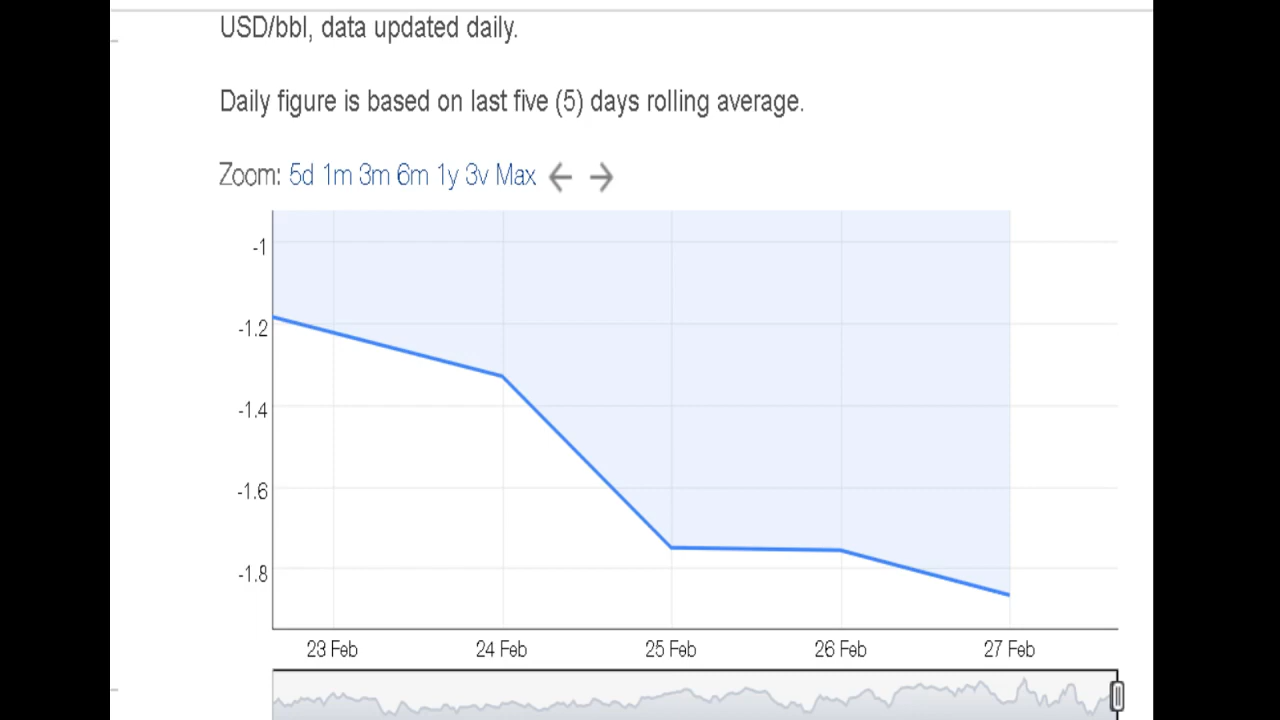 USD/bbl, data updated daily.
Daily figure is based on last five (5) days rolling average.
Zoom: 5d 1m 3m 6m 1y 3y Max
-1
-1.2
-1.4
-1.6
-1.8
23 Feb 24 Feb 25 Feb 26 Feb 27 Feb